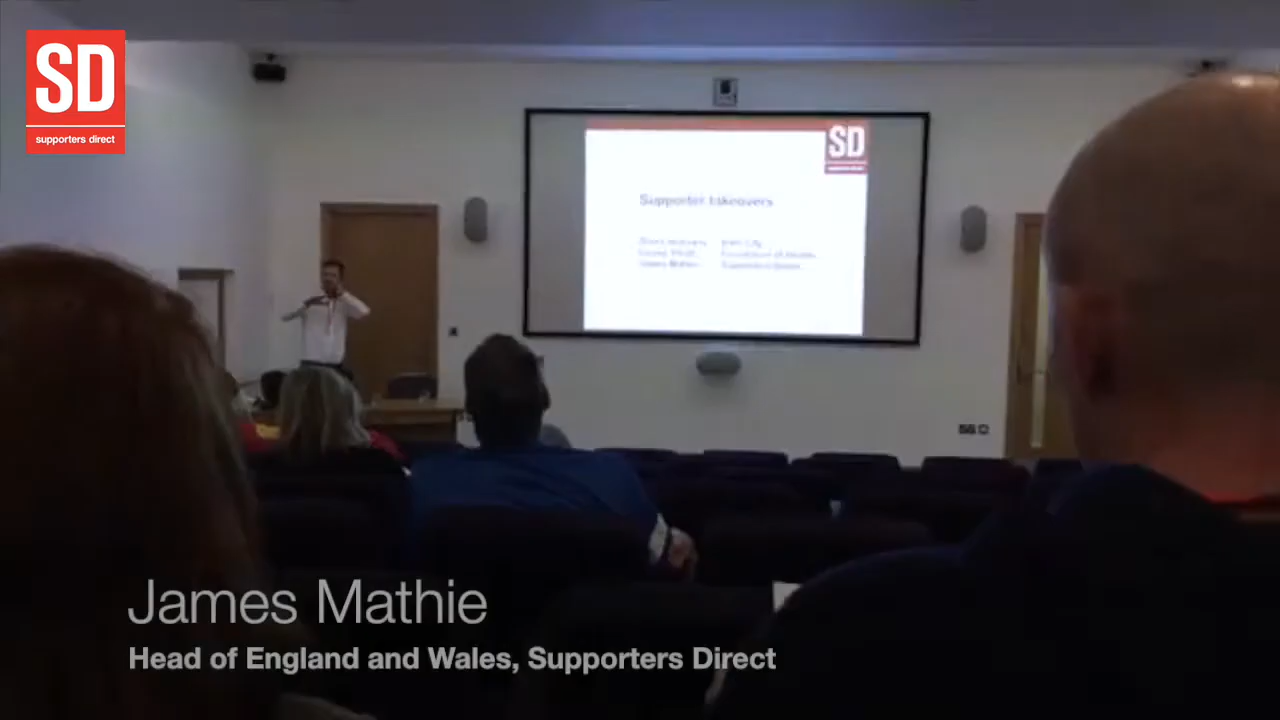 SD
supporters direct
SD
Supporter takeovers
James Mathie
Head of England and Wales, Supporters Direct